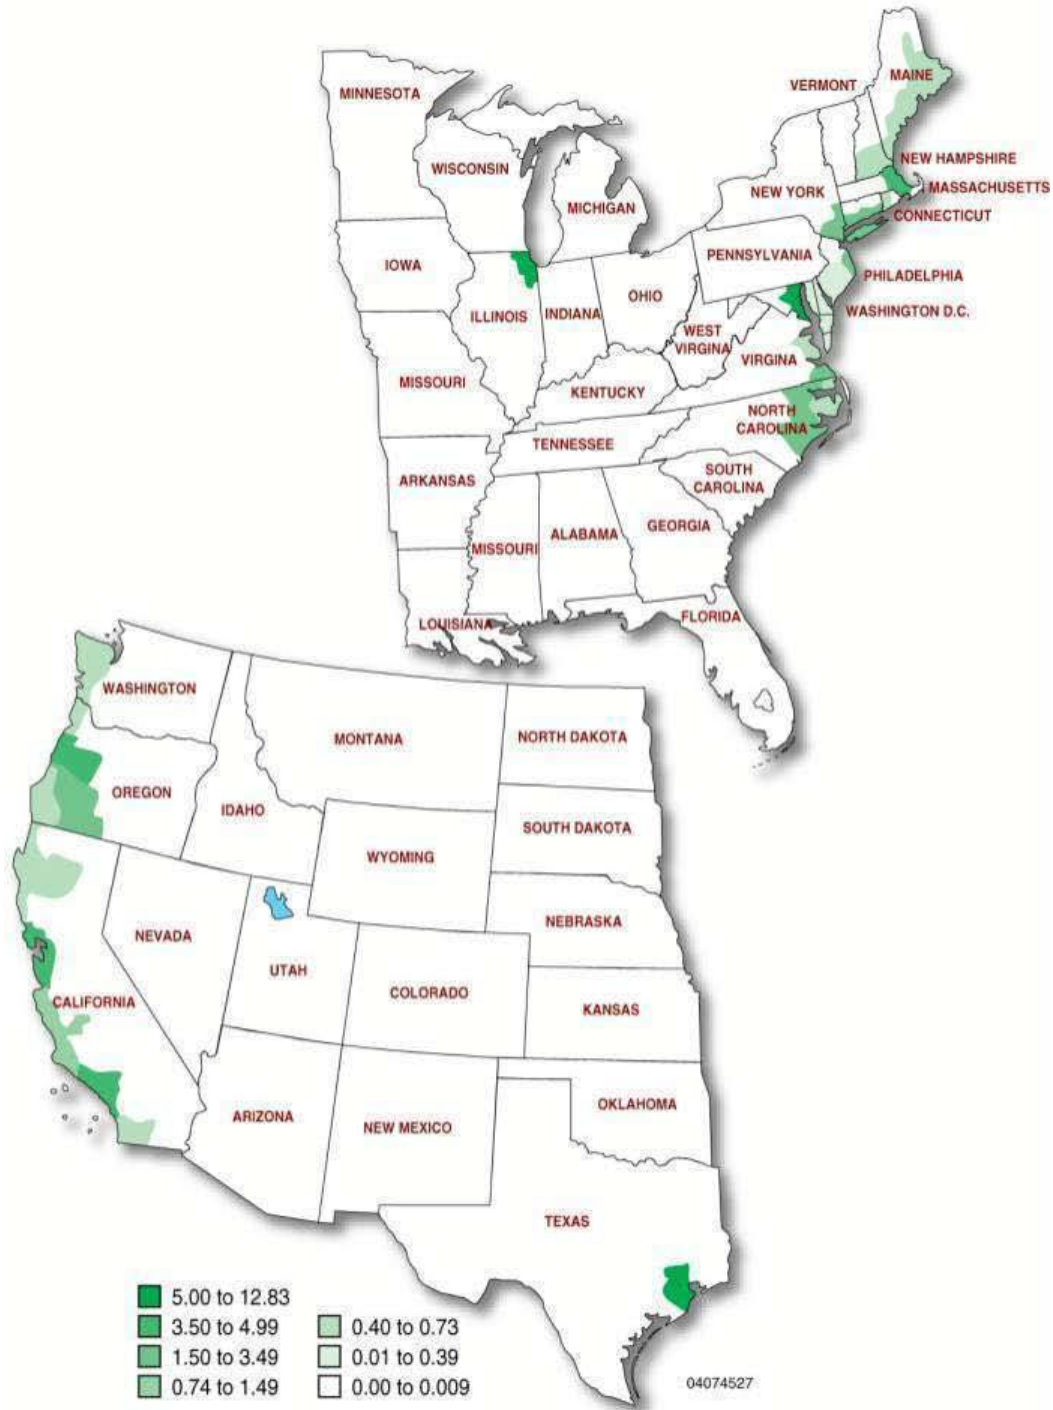 MINNESOTA
VERMONT
MAINE
WISCONSIN
NEW HAMPSHIRE
MASSACHUSETTS
NEW YORK
MICHIGAN
CONNECTICUT
IOWA
PENNSYLVANIA
PHILADELPHIA
OHIO
ILLINOIS
INDIANA
WASHINGTON D.C.
WEST
VIRGINA
VIRGINA
MISSOURI
KENTUCKY
NORTH
CAROLINA
TENNESSEE
SOUTH
CAROLINA
ARKANSAS
GEORGIA
ALABAMA
MISSOURI
LOUISIANA
FLORIDA
WASHINGTON
MONTANA
NORTH DAKOTA
OREGON
IDAHO
SOUTH DAKOTA
WYOMING
NEBRASKA
NEVADA
UTAH
COLORADO
CALIFORNIA
KANSAS
ARIZONA
NEW MEXICO
OKLAHOMA
TEXAS
5.00 to 12.83
3.50 to 4.99
1.50 to 3.49
0.74 to 1.49
0.40 to 0.73
0.01 to 0.39
0.00 to 0.009
04074527